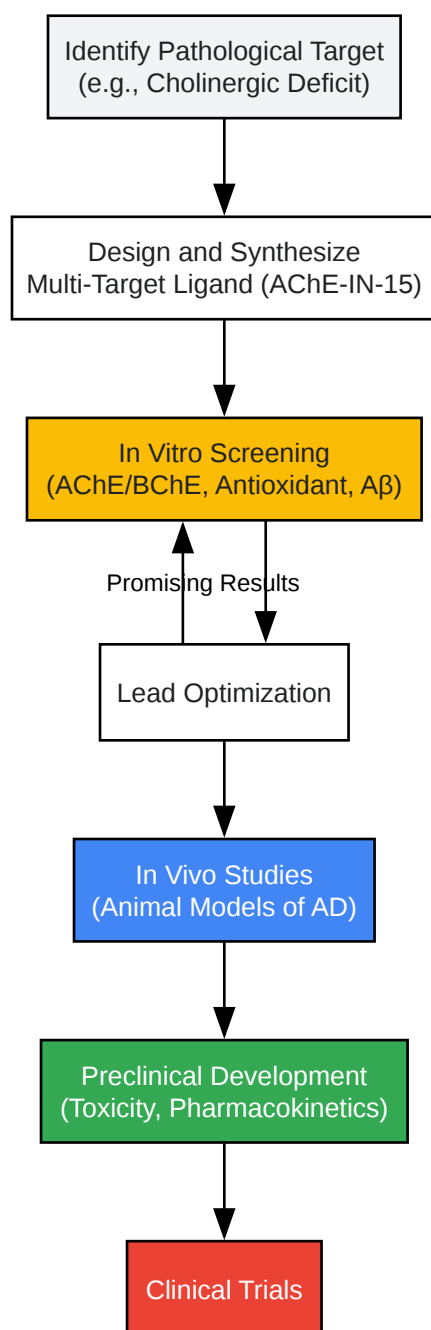 Identify Pathological Target
(e.g., Cholinergic Deficit)
Design and Synthesize
Multi-Target Ligand (AChE-IN-15)
In Vitro Screening
(AChE/BChE, Antioxidant, Aβ)
Promising Results
Lead Optimization
In Vivo Studies
(Animal Models of AD)
Preclinical Development
(Toxicity, Pharmacokinetics)
Clinical Trials